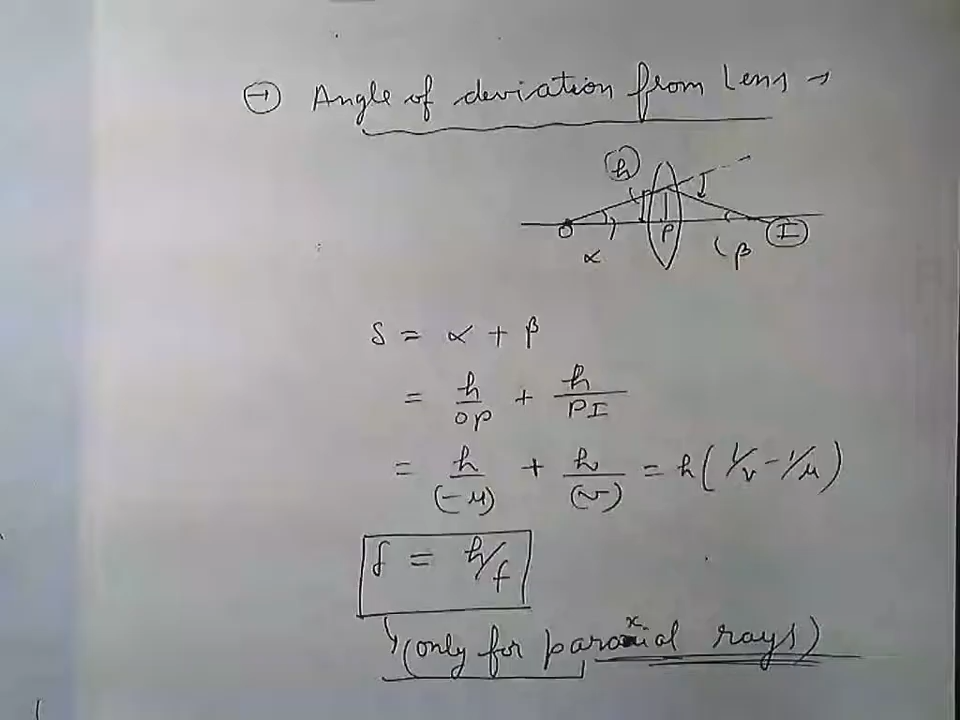 → Angle of deviation from Lens →
h
O P I
α β
δ = α + β
= h/OP + h/PI
= h/(-u) + h/(v) = h(1/v - 1/u)
δ = h/f
(only for paraxial rays)